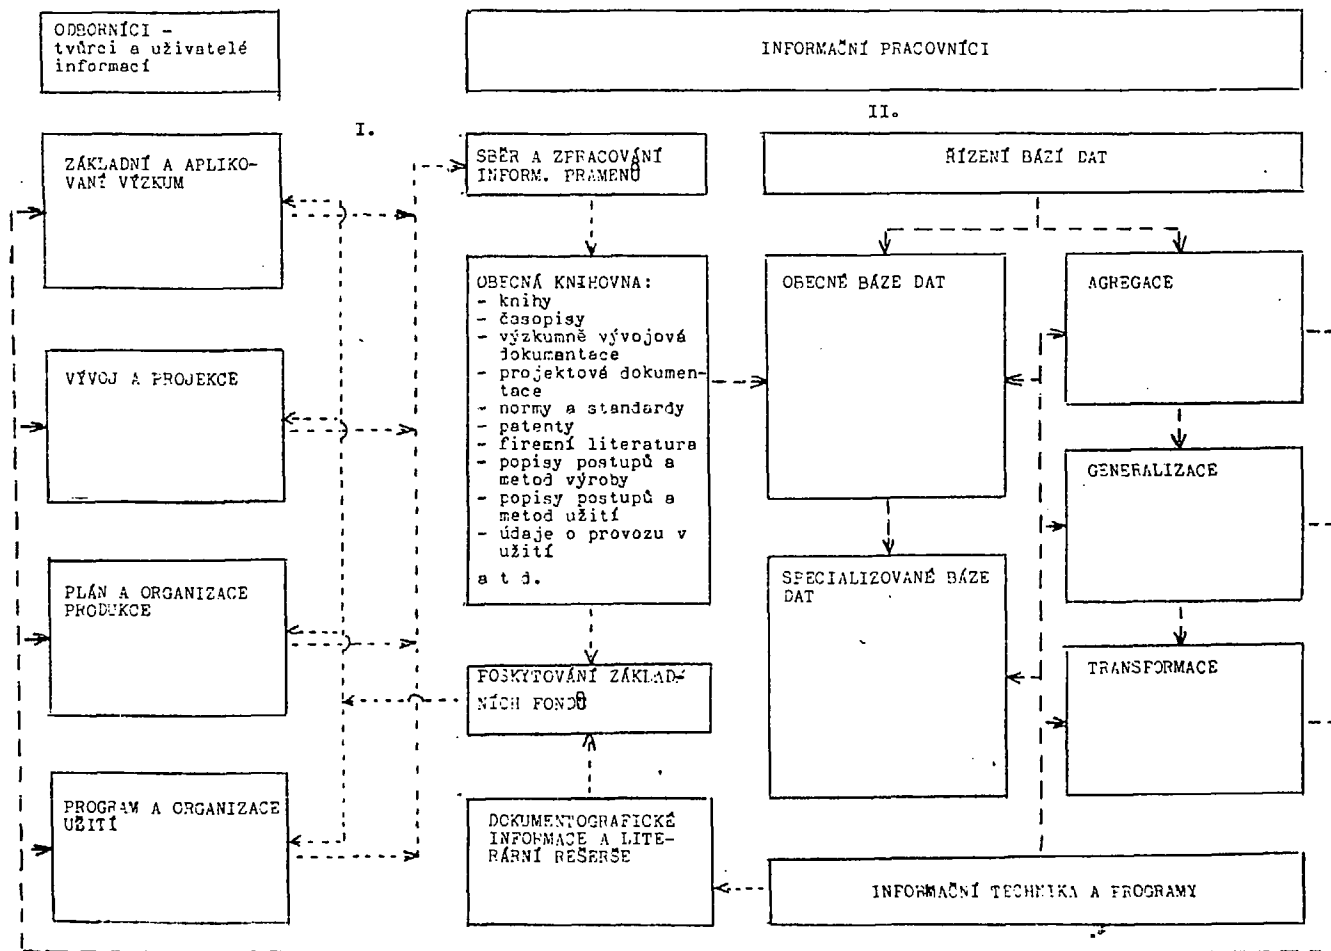 ODBORNÍCI -
tvůrci a uživatelé
informací
INFORMAČNÍ PRACOVNÍCI
I.
II.
ZÁKLADNÍ A APLIKO-
VANÍ VÝZKUM
VÝVOJ A PROJEKCE
PLÁN A ORGANIZACE
PRODUKCE
PROGRAM A ORGANIZACE
UŽITÍ
SBĚR A ZPRACOVÁNÍ
INFORM. PRAMENŮ
OBECNÁ KNIHOVNA:
- knihy
- časopisy
- výzkumně vývojová
dokumentace
- projektová dokumen-
tace
- normy a standardy
- patenty
- firemní literatura
- popisy postupů a
metod výroby
- popisy postupů a
metod užití
- údaje o provozu v
užití
a t d.
POSKYTOVÁNÍ ZÁKLAD-
NÍCH FONDŮ
DOKUMENTOGRAFICKÉ
INFORMACE A LITE-
RÁRNÍ REŠERŠE
ŘÍZENÍ BÁZÍ DAT
OBECNÉ BÁZE DAT
SPECIALIZOVANÉ BÁZE
DAT
AGREGACE
GENERALIZACE
TRANSFORMACE
INFORMAČNÍ TECHNIKA A PROGRAMY